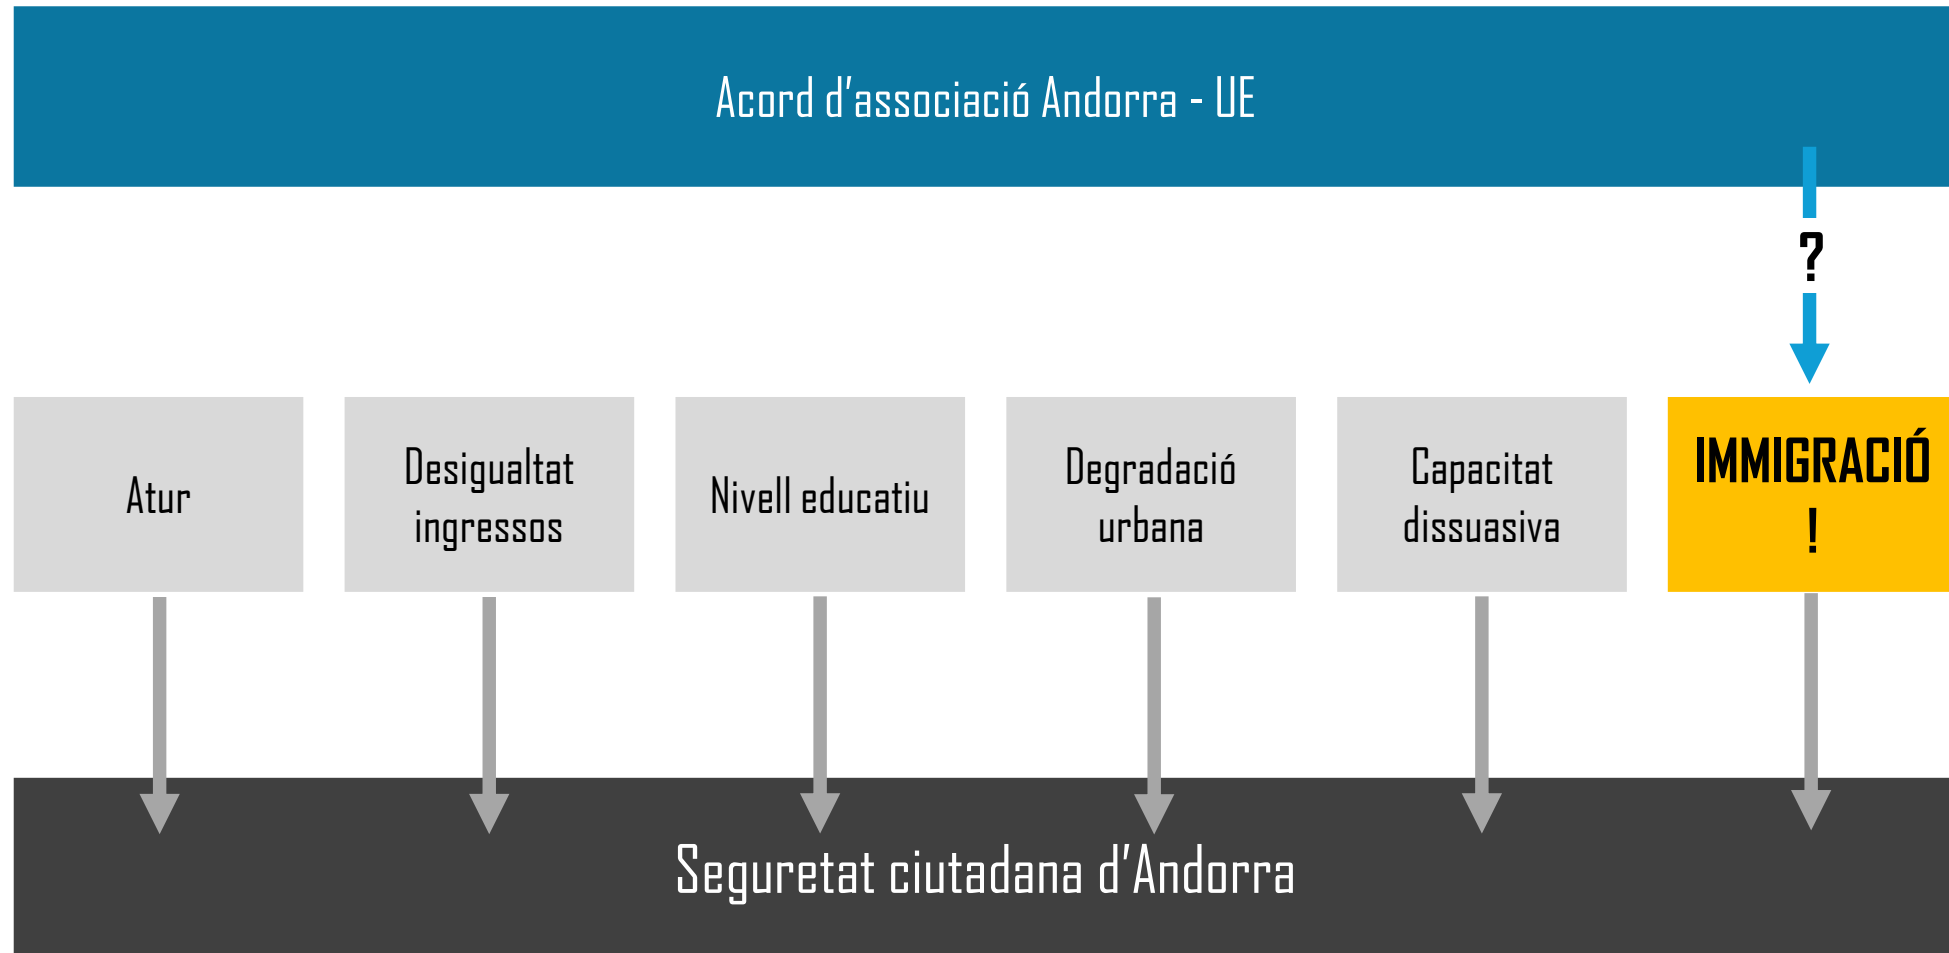 Acord d'associació Andorra - UE
?
Atur
Desigualtat
ingressos
Nivell educatiu
Degradació
urbana
Capacitat
dissuasiva
IMMIGRACIÓ
!
Seguretat ciutadana d'Andorra